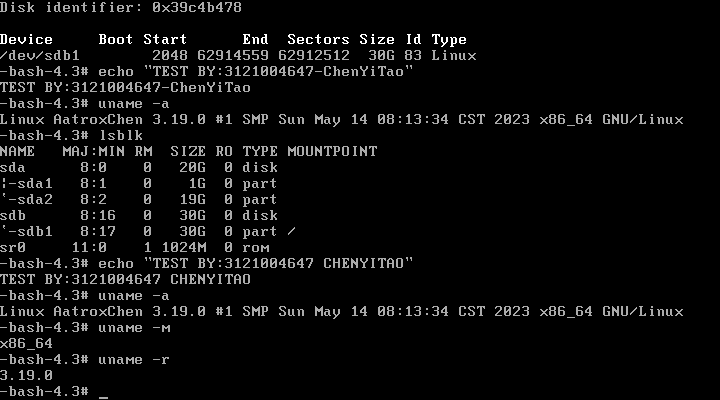 Disk identifier: 0x39c4b478
Device     Boot Start      End  Sectors Size Id Type
/dev/sdb1        2048 62914559 62912512  30G 83 Linux
-bash-4.3# echo "TEST BY:3121004647-ChenYiTao"
TEST BY:3121004647-ChenYiTao
-bash-4.3# uname -a
Linux AatroxChen 3.19.0 #1 SMP Sun May 14 08:13:34 CST 2023 x86_64 GNU/Linux
-bash-4.3# lsblk
NAME   MAJ:MIN RM  SIZE RO TYPE MOUNTPOINT
sda      8:0    0   20G  0 disk
¦-sda1   8:1    0    1G  0 part
`-sda2   8:2    0   19G  0 part
sdb      8:16   0   30G  0 disk
`-sdb1   8:17   0   30G  0 part /
sr0     11:0    1 1024M  0 rom
-bash-4.3# echo "TEST BY:3121004647 CHENYITAO"
TEST BY:3121004647 CHENYITAO
-bash-4.3# uname -a
Linux AatroxChen 3.19.0 #1 SMP Sun May 14 08:13:34 CST 2023 x86_64 GNU/Linux
-bash-4.3# uname -m
x86_64
-bash-4.3# uname -r
3.19.0
-bash-4.3# _